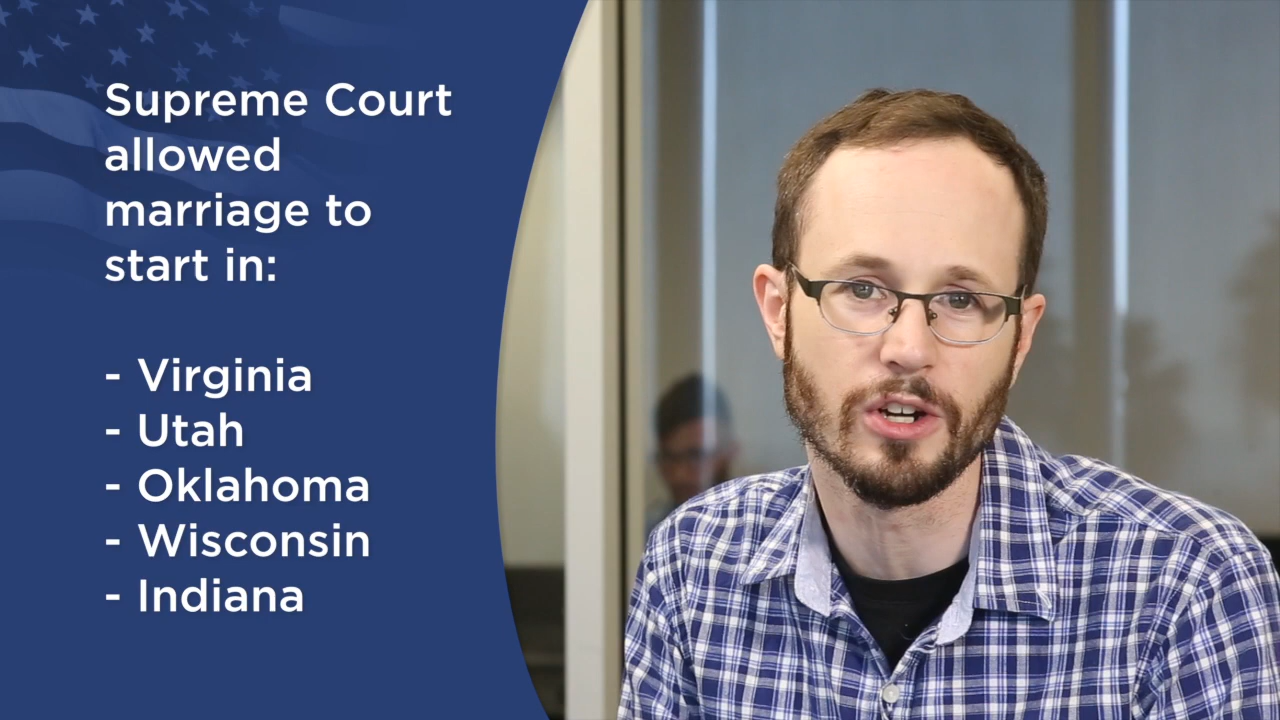 Supreme Court
allowed
marriage to
start in:
- Virginia
- Utah
- Oklahoma
- Wisconsin
- Indiana